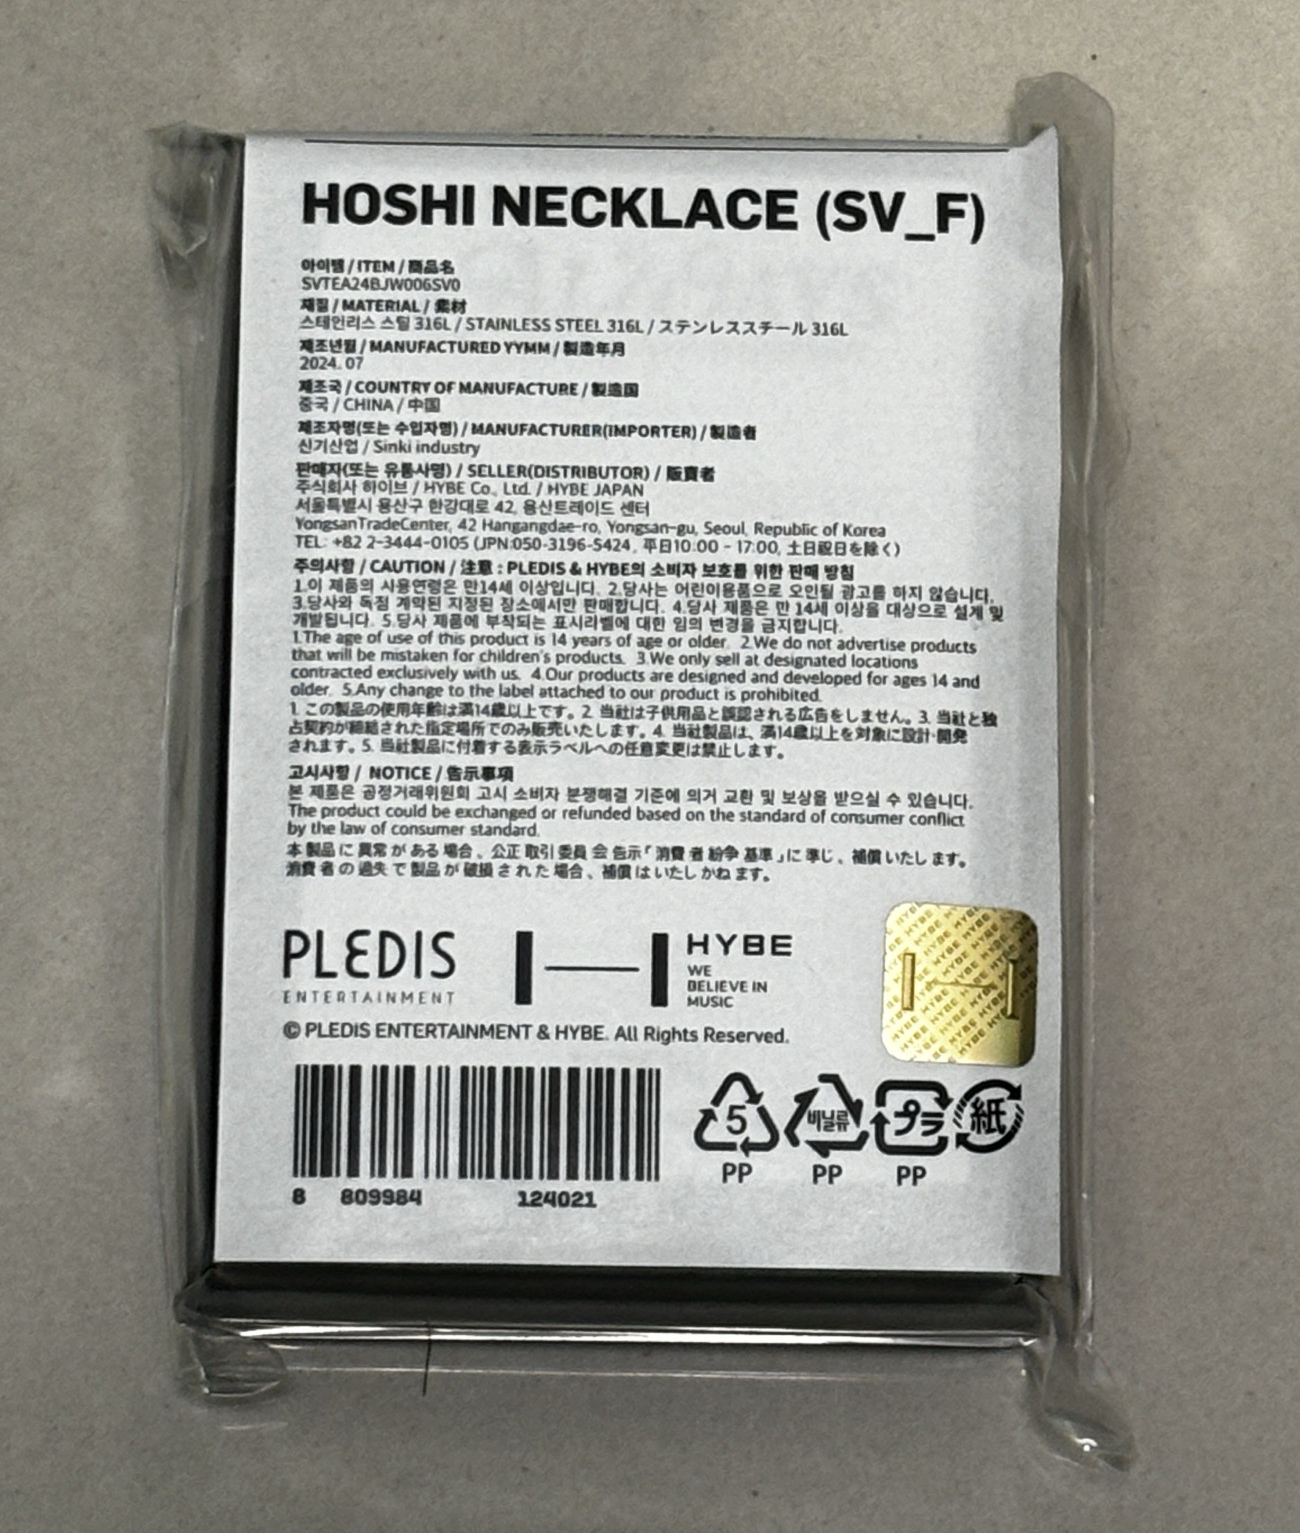 HOSHI NECKLACE (SV_F)
아이템 / ITEM / 商品名
SVTEA24BJW006SV0
재질 / MATERIAL / 素材
스테인리스 스틸 316L / STAINLESS STEEL 316L / ステンレススチール 316L
제조년월 / MANUFACTURED YYMM / 製造年月
2024. 07
제조국 / COUNTRY OF MANUFACTURE / 製造国
중국 / CHINA / 中国
제조자명(또는 수입자명) / MANUFACTURER(IMPORTER) / 製造者
신기산업 / Sinki industry
판매자(또는 유통사명) / SELLER(DISTRIBUTOR) / 販賣者
주식회사 하이브 / HYBE Co., Ltd. / HYBE JAPAN
서울특별시 용산구 한강대로 42, 용산트레이드 센터
YongsanTradeCenter, 42 Hangangdae-ro, Yongsan-gu, Seoul, Republic of Korea
TEL: +82 2-3444-0105 (JPN:050-3196-5424, 平日10:00 - 17:00, 土日祝日を除く)
주의사항 / CAUTION / 注意 : PLEDIS & HYBE의 소비자 보호를 위한 판매 방침
1.이 제품의 사용연령은 만14세 이상입니다. 2.당사는 어린이용품으로 오인될 광고를 하지 않습니다.
3.당사와 독점 계약된 지정된 장소에서만 판매합니다. 4.당사 제품은 만 14세 이상을 대상으로 설계 및
개발됩니다. 5.당사 제품에 부착되는 표시라벨에 대한 임의 변경을 금지합니다.
1.The age of use of this product is 14 years of age or older. 2.We do not advertise products
that will be mistaken for children's products. 3.We only sell at designated locations
contracted exclusively with us. 4.Our products are designed and developed for ages 14 and
older. 5.Any change to the label attached to our product is prohibited.
1. この製品の使用年齢は満14歳以上です。2. 当社は子供用品と誤認される広告をしません。3. 当社と独
占契約が締結された指定場所でのみ販売いたします。4. 当社製品は、満14歳以上を対象に設計·開発
されます。5. 当社製品に付着する表示ラベルへの任意変更は禁止します。
고시사항 / NOTICE / 告示事項
본 제품은 공정거래위원회 고시 소비자 분쟁해결 기준에 의거 교환 및 보상을 받으실 수 있습니다.
The product could be exchanged or refunded based on the standard of consumer conflict
by the law of consumer standard.
本製品に異常がある場合、公正取引委員会告示「消費者紛争基準」に準じ、補償いたします。
消費者の過失で製品が破損された場合、補償はいたしかねます。
PLEDIS
ENTERTAINMENT
HYBE
WE
BELIEVE IN
MUSIC
© PLEDIS ENTERTAINMENT & HYBE. All Rights Reserved.
8 809984 124021
5
PP
비닐류
PP
プラ
PP
紙